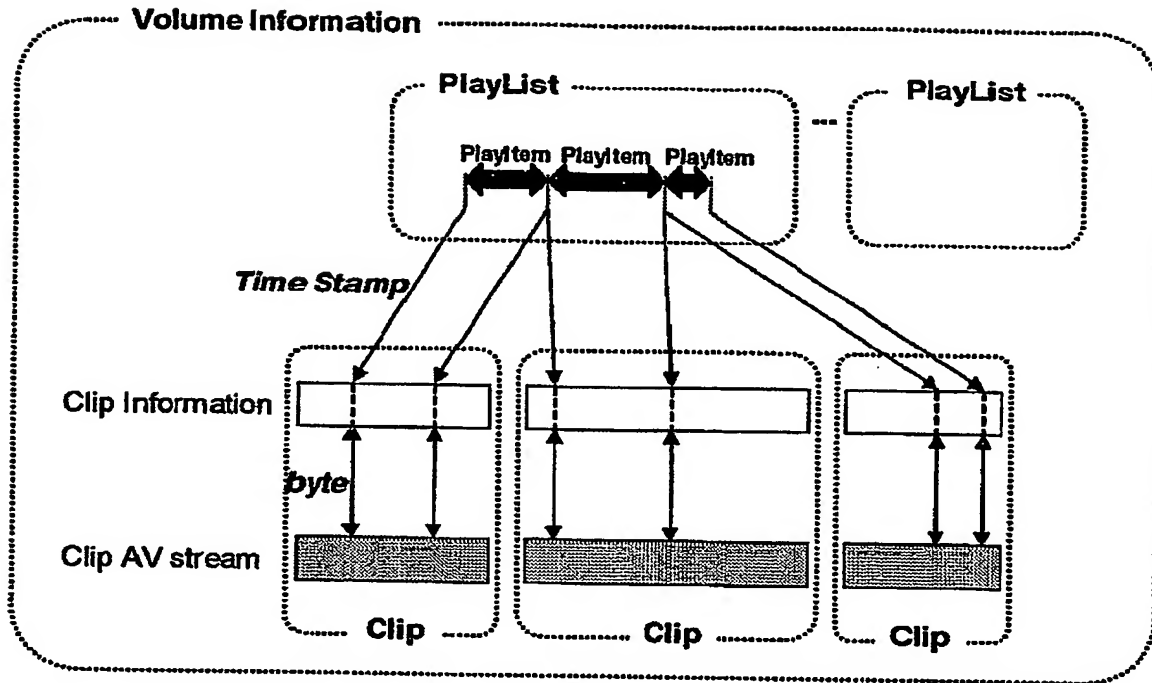 Volume Information
PlayList
PlayList
PlayItem PlayItem PlayItem
Time Stamp
Clip Information
byte
Clip AV stream
Clip
Clip
Clip